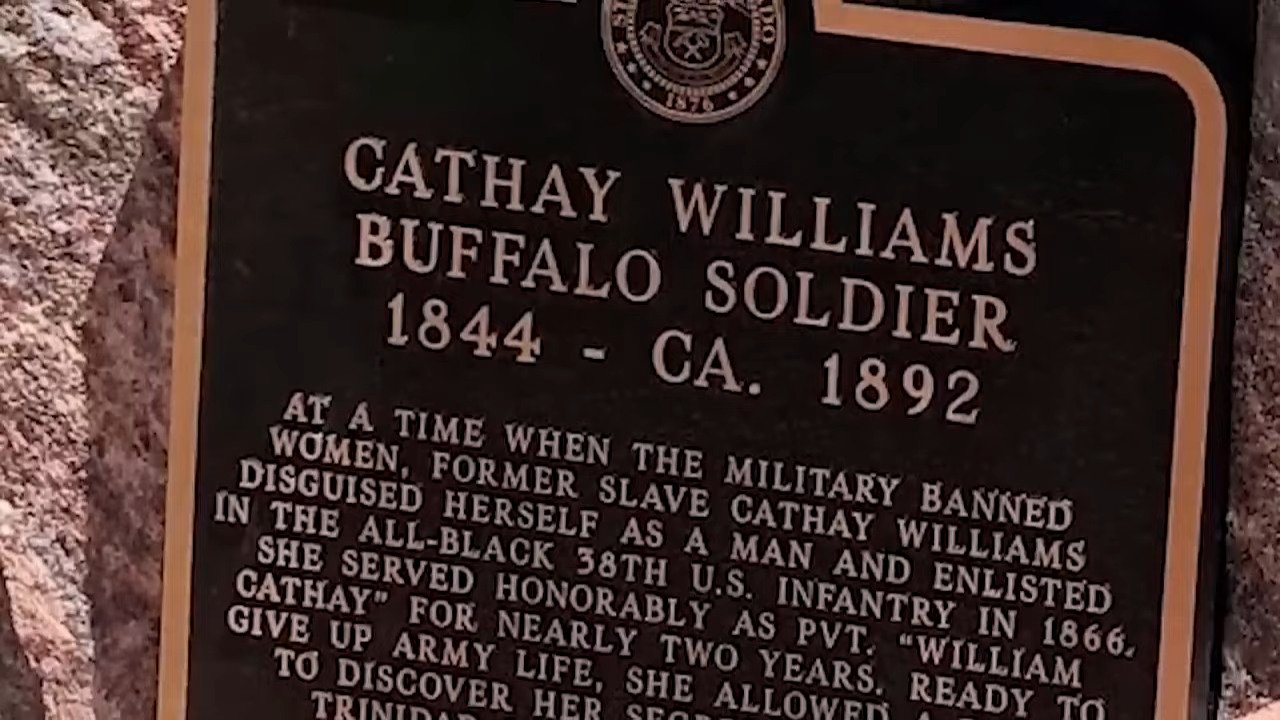 1876
CATHAY WILLIAMS
BUFFALO SOLDIER
1844 - CA. 1892
AT A TIME WHEN THE MILITARY BANNED
WOMEN, FORMER SLAVE CATHAY WILLIAMS
DISGUISED HERSELF AS A MAN AND ENLISTED
IN THE ALL-BLACK 38TH U.S. INFANTRY IN 1866.
SHE SERVED HONORABLY AS PVT. "WILLIAM
CATHAY" FOR NEARLY TWO YEARS. READY TO
GIVE UP ARMY LIFE, SHE ALLOWED A
TO DISCOVER HER